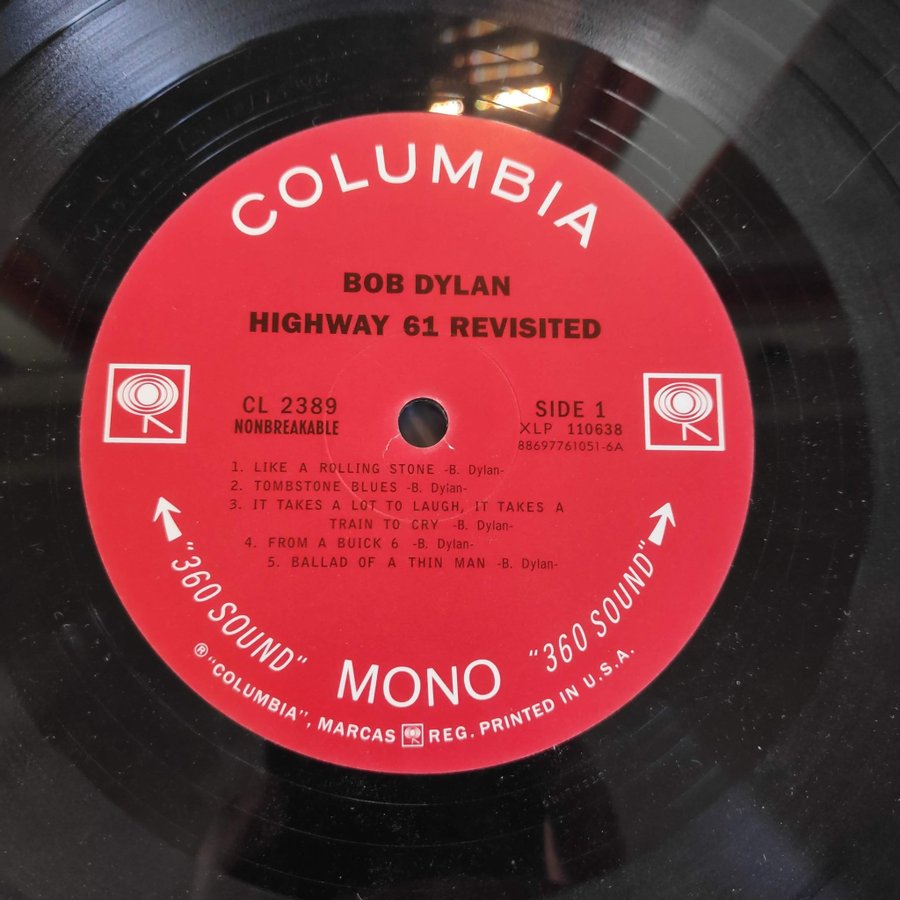 COLUMBIA
BOB DYLAN
HIGHWAY 61 REVISITED
CL 2389
NONBREAKABLE
SIDE 1
XLP 110638
88697761051-6A
1. LIKE A ROLLING STONE -B. Dylan-
2. TOMBSTONE BLUES -B. Dylan-
3. IT TAKES A LOT TO LAUGH, IT TAKES A
TRAIN TO CRY -B. Dylan-
4. FROM A BUICK 6 -B. Dylan-
5. BALLAD OF A THIN MAN -B. Dylan-
"360 SOUND"
MONO
"360 SOUND"
® "COLUMBIA", MARCAS REG. PRINTED IN U.S.A.